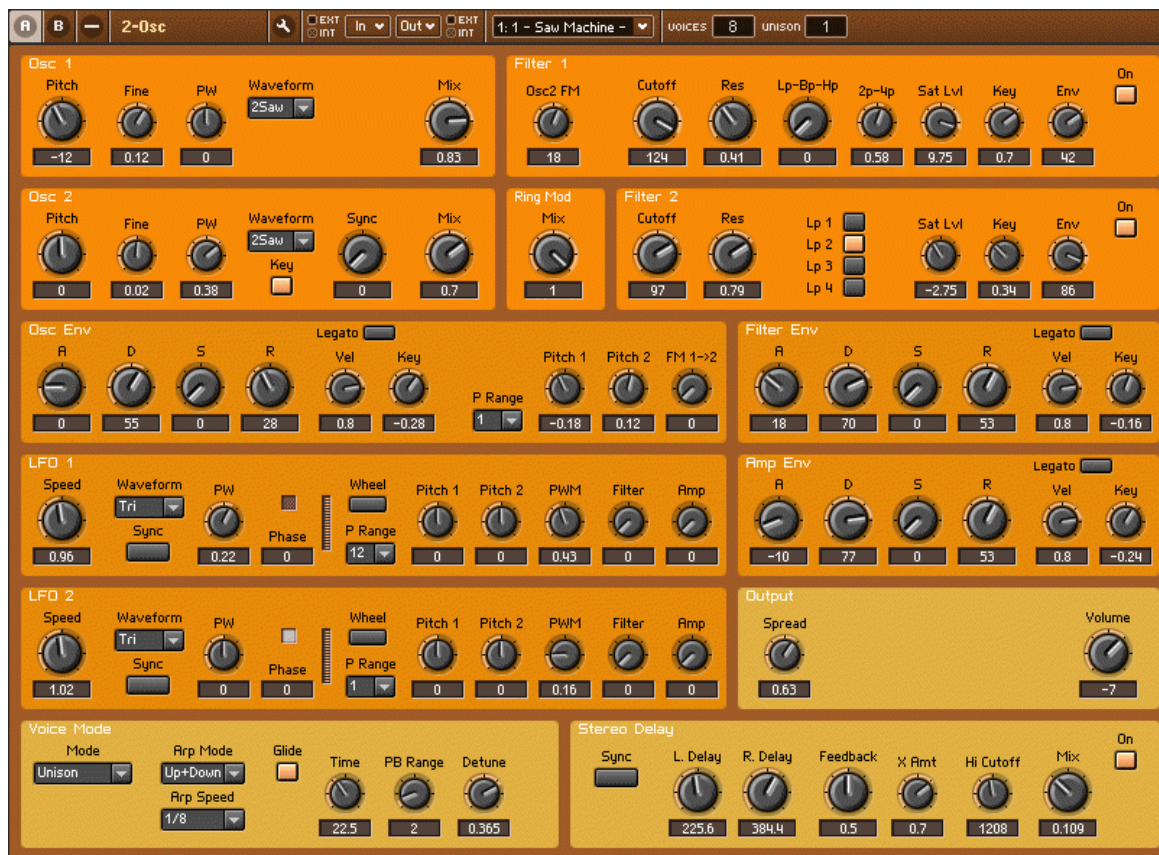 A B 2-Osc EXT INT In Out EXT INT 1: 1 - Saw Machine - VOICES 8 UNISON 1
Osc 1
Pitch Fine PW Waveform Mix
2Saw
-12 0.12 0 0.83
Filter 1
Osc2 FM Cutoff Res Lp-Bp-Hp 2p-4p Sat Lvl Key Env On
18 124 0.41 0 0.58 9.75 0.7 42
Osc 2
Pitch Fine PW Waveform Sync Mix
2Saw
Key
0 0.02 0.38 0 0.7
Ring Mod
Mix
1
Filter 2
Cutoff Res Lp 1 Sat Lvl Key Env On
Lp 2
Lp 3
Lp 4
97 0.79 -2.75 0.34 86
Osc Env
Legato
A D S R Vel Key Pitch 1 Pitch 2 FM 1->2
P Range
1
0 55 0 28 0.8 -0.28 -0.18 0.12 0
Filter Env
Legato
A D S R Vel Key
18 70 0 53 0.8 -0.16
LFO 1
Speed Waveform PW Wheel Pitch 1 Pitch 2 PWM Filter Amp
Tri
Sync Phase P Range
0.96 0.22 0 12 0 0 0.43 0 0
Amp Env
Legato
A D S R Vel Key
-10 77 0 53 0.8 -0.24
LFO 2
Speed Waveform PW Wheel Pitch 1 Pitch 2 PWM Filter Amp
Tri
Sync Phase P Range
1.02 0 0 1 0 0 0.16 0 0
Output
Spread Volume
0.63 -7
Voice Mode
Mode Arp Mode Glide Time PB Range Detune
Unison Up+Down
Arp Speed
1/8
22.5 2 0.365
Stereo Delay
Sync L. Delay R. Delay Feedback X Amt Hi Cutoff Mix On
225.6 384.4 0.5 0.7 1208 0.109